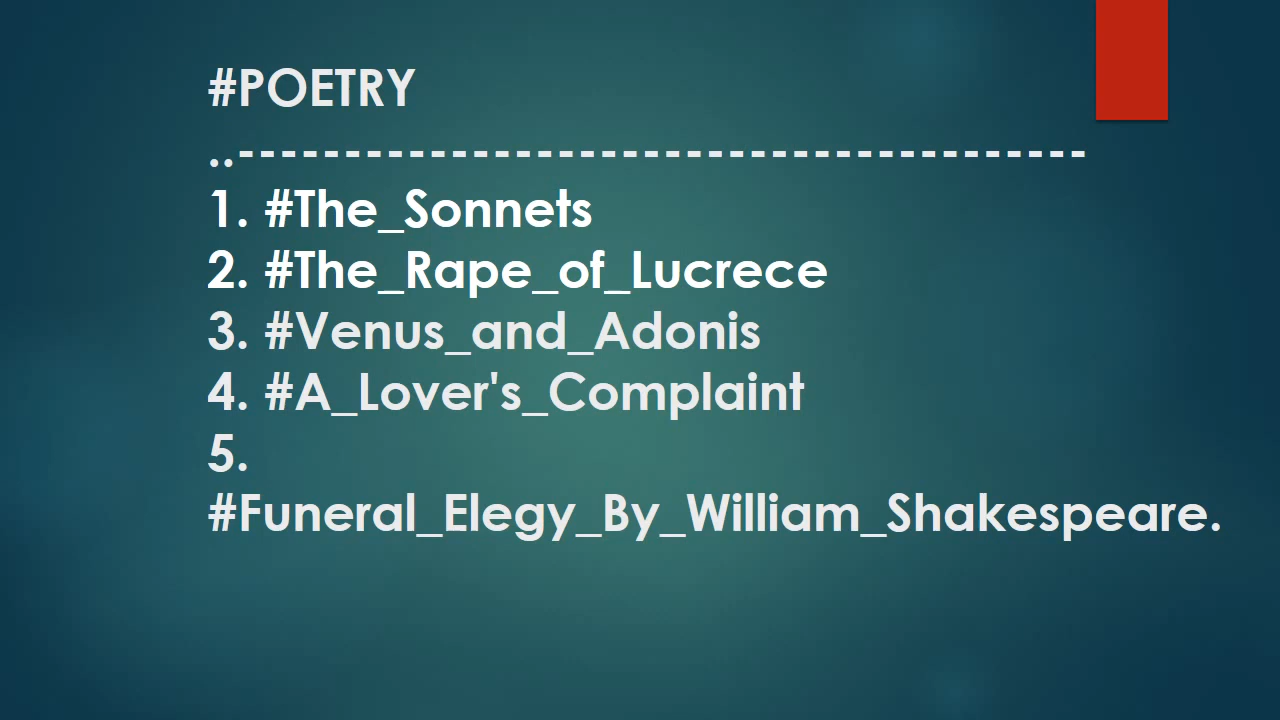 #POETRY
..----------------------------------------
1. #The_Sonnets
2. #The_Rape_of_Lucrece
3. #Venus_and_Adonis
4. #A_Lover's_Complaint
5.
#Funeral_Elegy_By_William_Shakespeare.